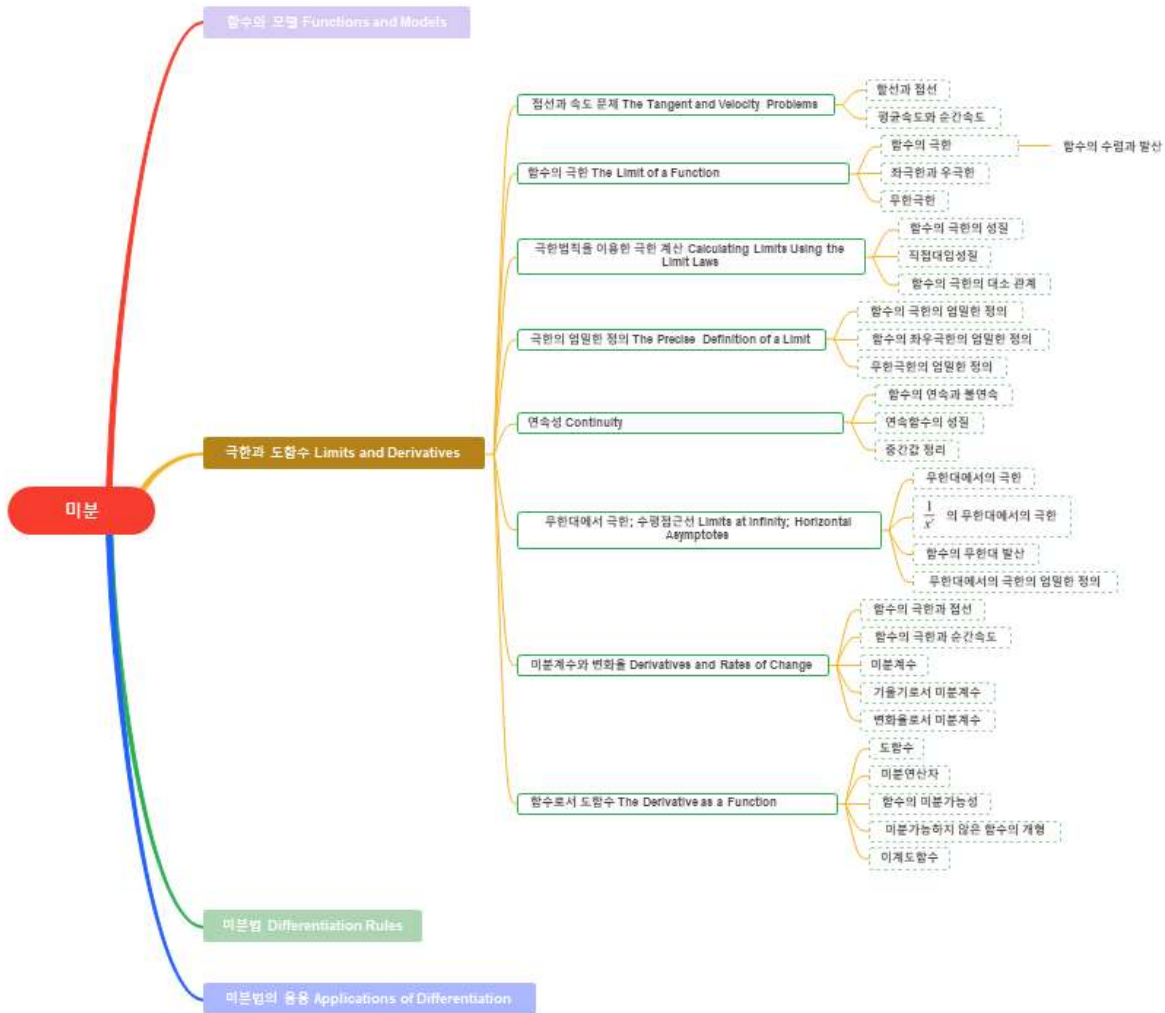 함수와 모델 Functions and Models
접선과 속도 문제 The Tangent and Velocity Problems
할선과 접선
평균속도와 순간속도
함수의 극한 The Limit of a Function
함수의 극한
함수의 수렴과 발산
좌극한과 우극한
무한극한
극한법칙을 이용한 극한 계산 Calculating Limits Using the
Limit Laws
함수의 극한의 성질
직접대입성질
함수의 극한의 대소 관계
극한의 엄밀한 정의 The Precise Definition of a Limit
함수의 극한의 엄밀한 정의
함수의 좌우극한의 엄밀한 정의
무한극한의 엄밀한 정의
극한과 도함수 Limits and Derivatives
연속성 Continuity
함수의 연속과 불연속
연속함수의 성질
중간값 정리
미분
무한대에서 극한; 수평점근선 Limits at Infinity; Horizontal
Asymptotes
무한대에서의 극한
의 무한대에서의 극한
함수의 무한대 발산
무한대에서의 극한의 엄밀한 정의
미분계수와 변화율 Derivatives and Rates of Change
함수의 극한과 접선
함수의 극한과 순간속도
미분계수
기울기로서 미분계수
변화율로서 미분계수
함수로서 도함수 The Derivative as a Function
도함수
미분연산자
함수의 미분가능성
미분가능하지 않은 함수의 개형
이계도함수
미분법 Differentiation Rules
미분법의 응용 Applications of Differentiation